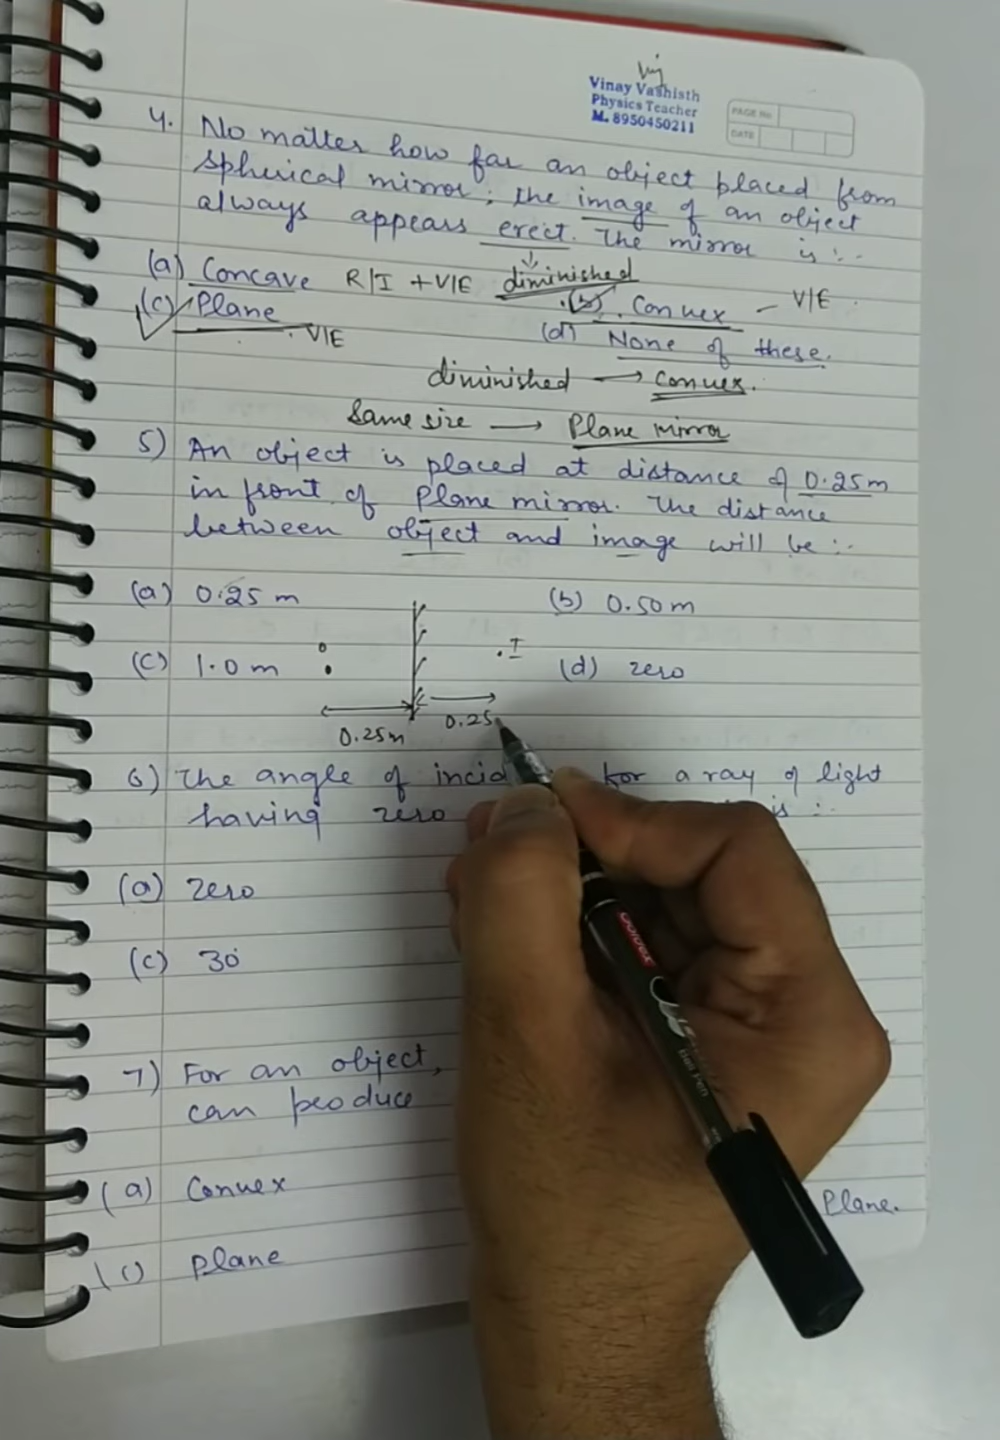 Vinay Vashisth
Physics Teacher
M. 8950450211
PAGE No
DATE
4. No matter how far an object placed from
spherical mirror; the image of an object
always appears erect. The mirror is :-
diminished
(a) Concave R/I + V/E (b) Convex - V/E
(c) Plane V/E (d) None of these.
diminished → Convex.
Same size → Plane mirror
5) An object is placed at distance of 0.25m
in front of Plane mirror. The distance
between object and image will be :-
(a) 0.25 m (b) 0.50m
(c) 1.0 m (d) zero
o
I
0.25m 0.25
6) The angle of incid for a ray of light
having zero is :-
(a) zero
(c) 30°
7) For an object,
can produce
(a) Convex
Plane.
(c) Plane